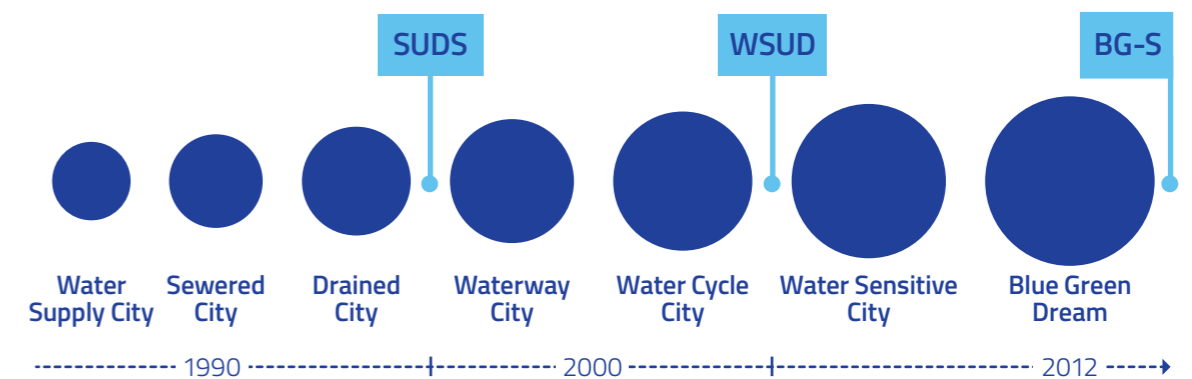 SUDS
WSUD
BG-S
Water
Supply City
Sewered
City
Drained
City
Waterway
City
Water Cycle
City
Water Sensitive
City
Blue Green
Dream
1990
2000
2012